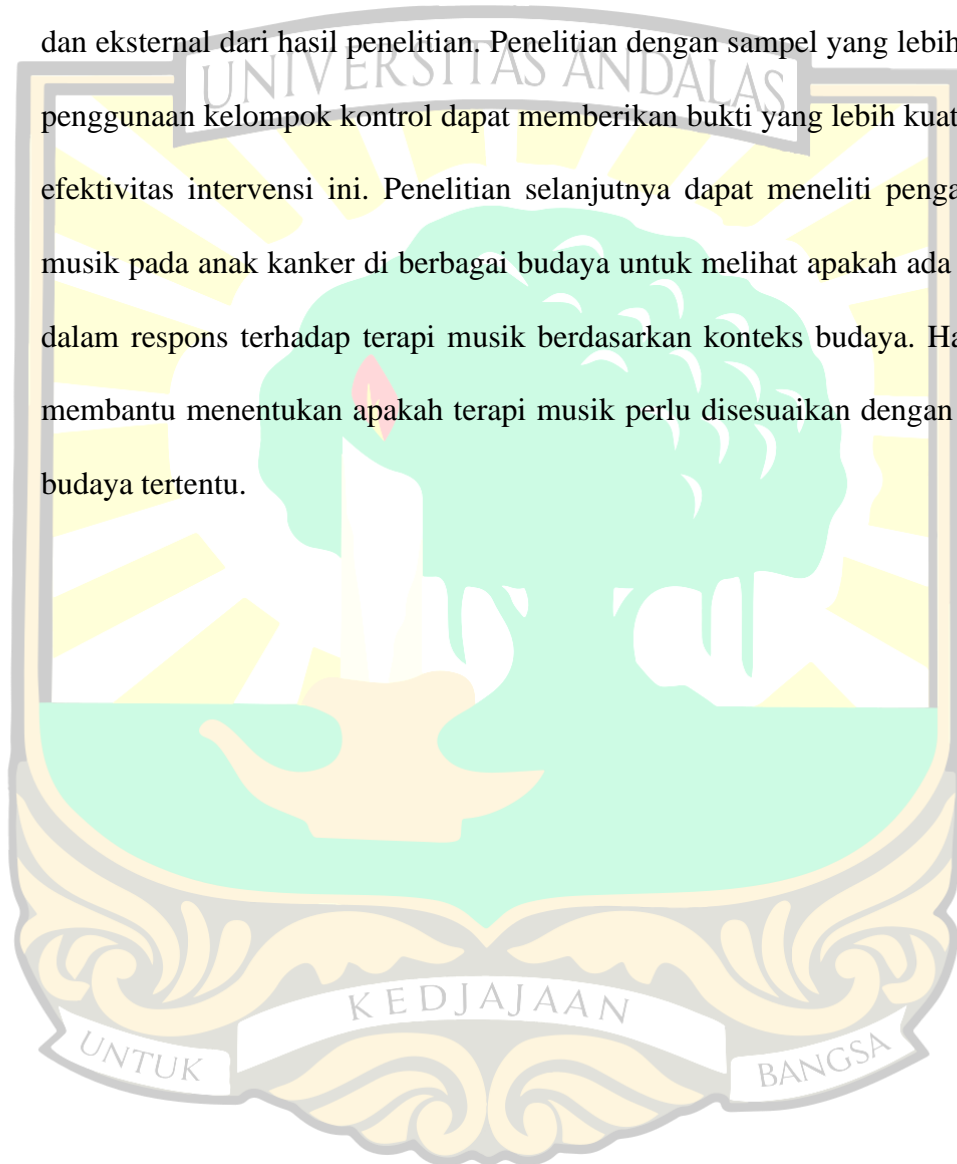 dan eksternal dari hasil penelitian. Penelitian dengan sampel yang lebih
UNIVERSITAS ANDALAS
penggunaan kelompok kontrol dapat memberikan bukti yang lebih kuat
efektivitas intervensi ini. Penelitian selanjutnya dapat meneliti
musik pada anak kanker di berbagai budaya untuk melihat apakah ada
dalam respons terhadap terapi musik berdasarkan konteks budaya.
membantu menentukan apakah terapi musik perlu disesuaikan dengan
budaya tertentu.
KEDJAJAAN
UNTUK
BANGSA